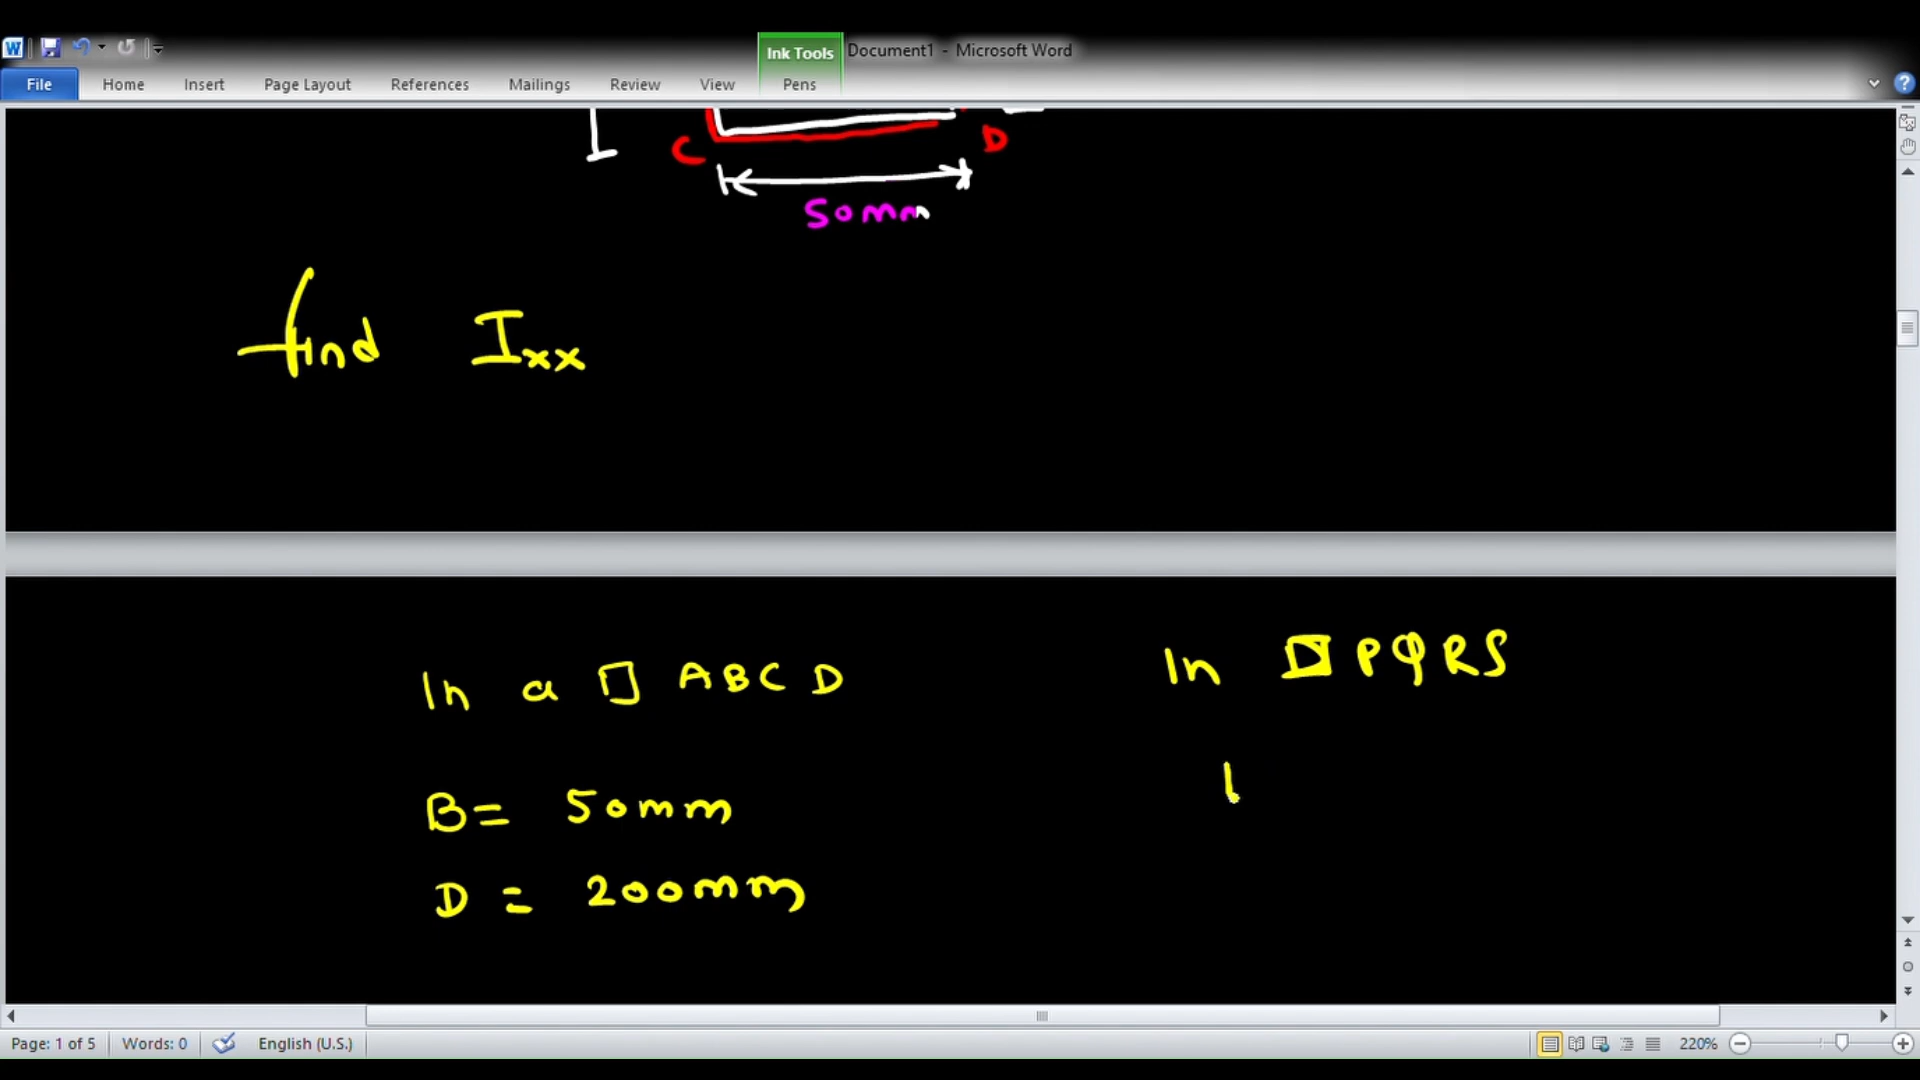 Ink Tools
Document1 - Microsoft Word
File Home Insert Page Layout References Mailings Review View Pens
C D
50mm
find Ixx
In a ▯ ABCD
In PQRS
B = 50mm
D = 200mm
Page: 1 of 5 Words: 0 English (U.S.) 220%